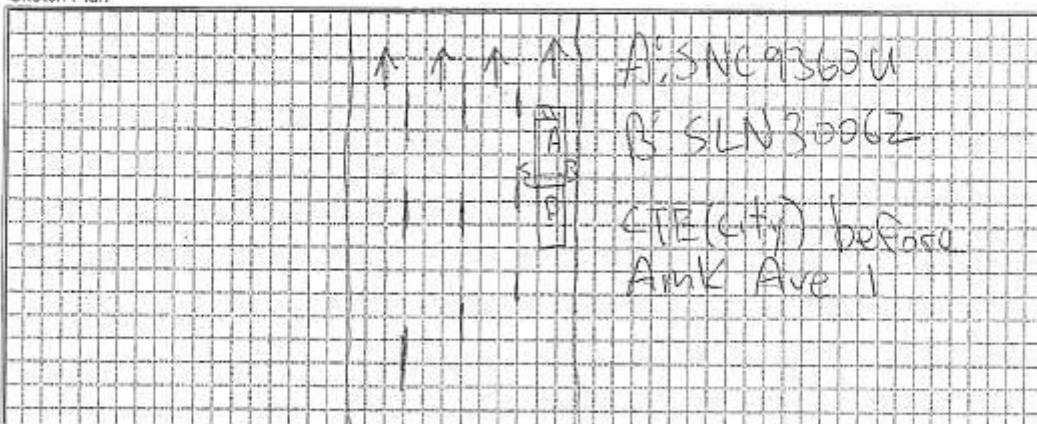 Sketch Plan
A: SNC9360U
B: SLN3006Z
A
B
CTE(City) before
AMK Ave 1